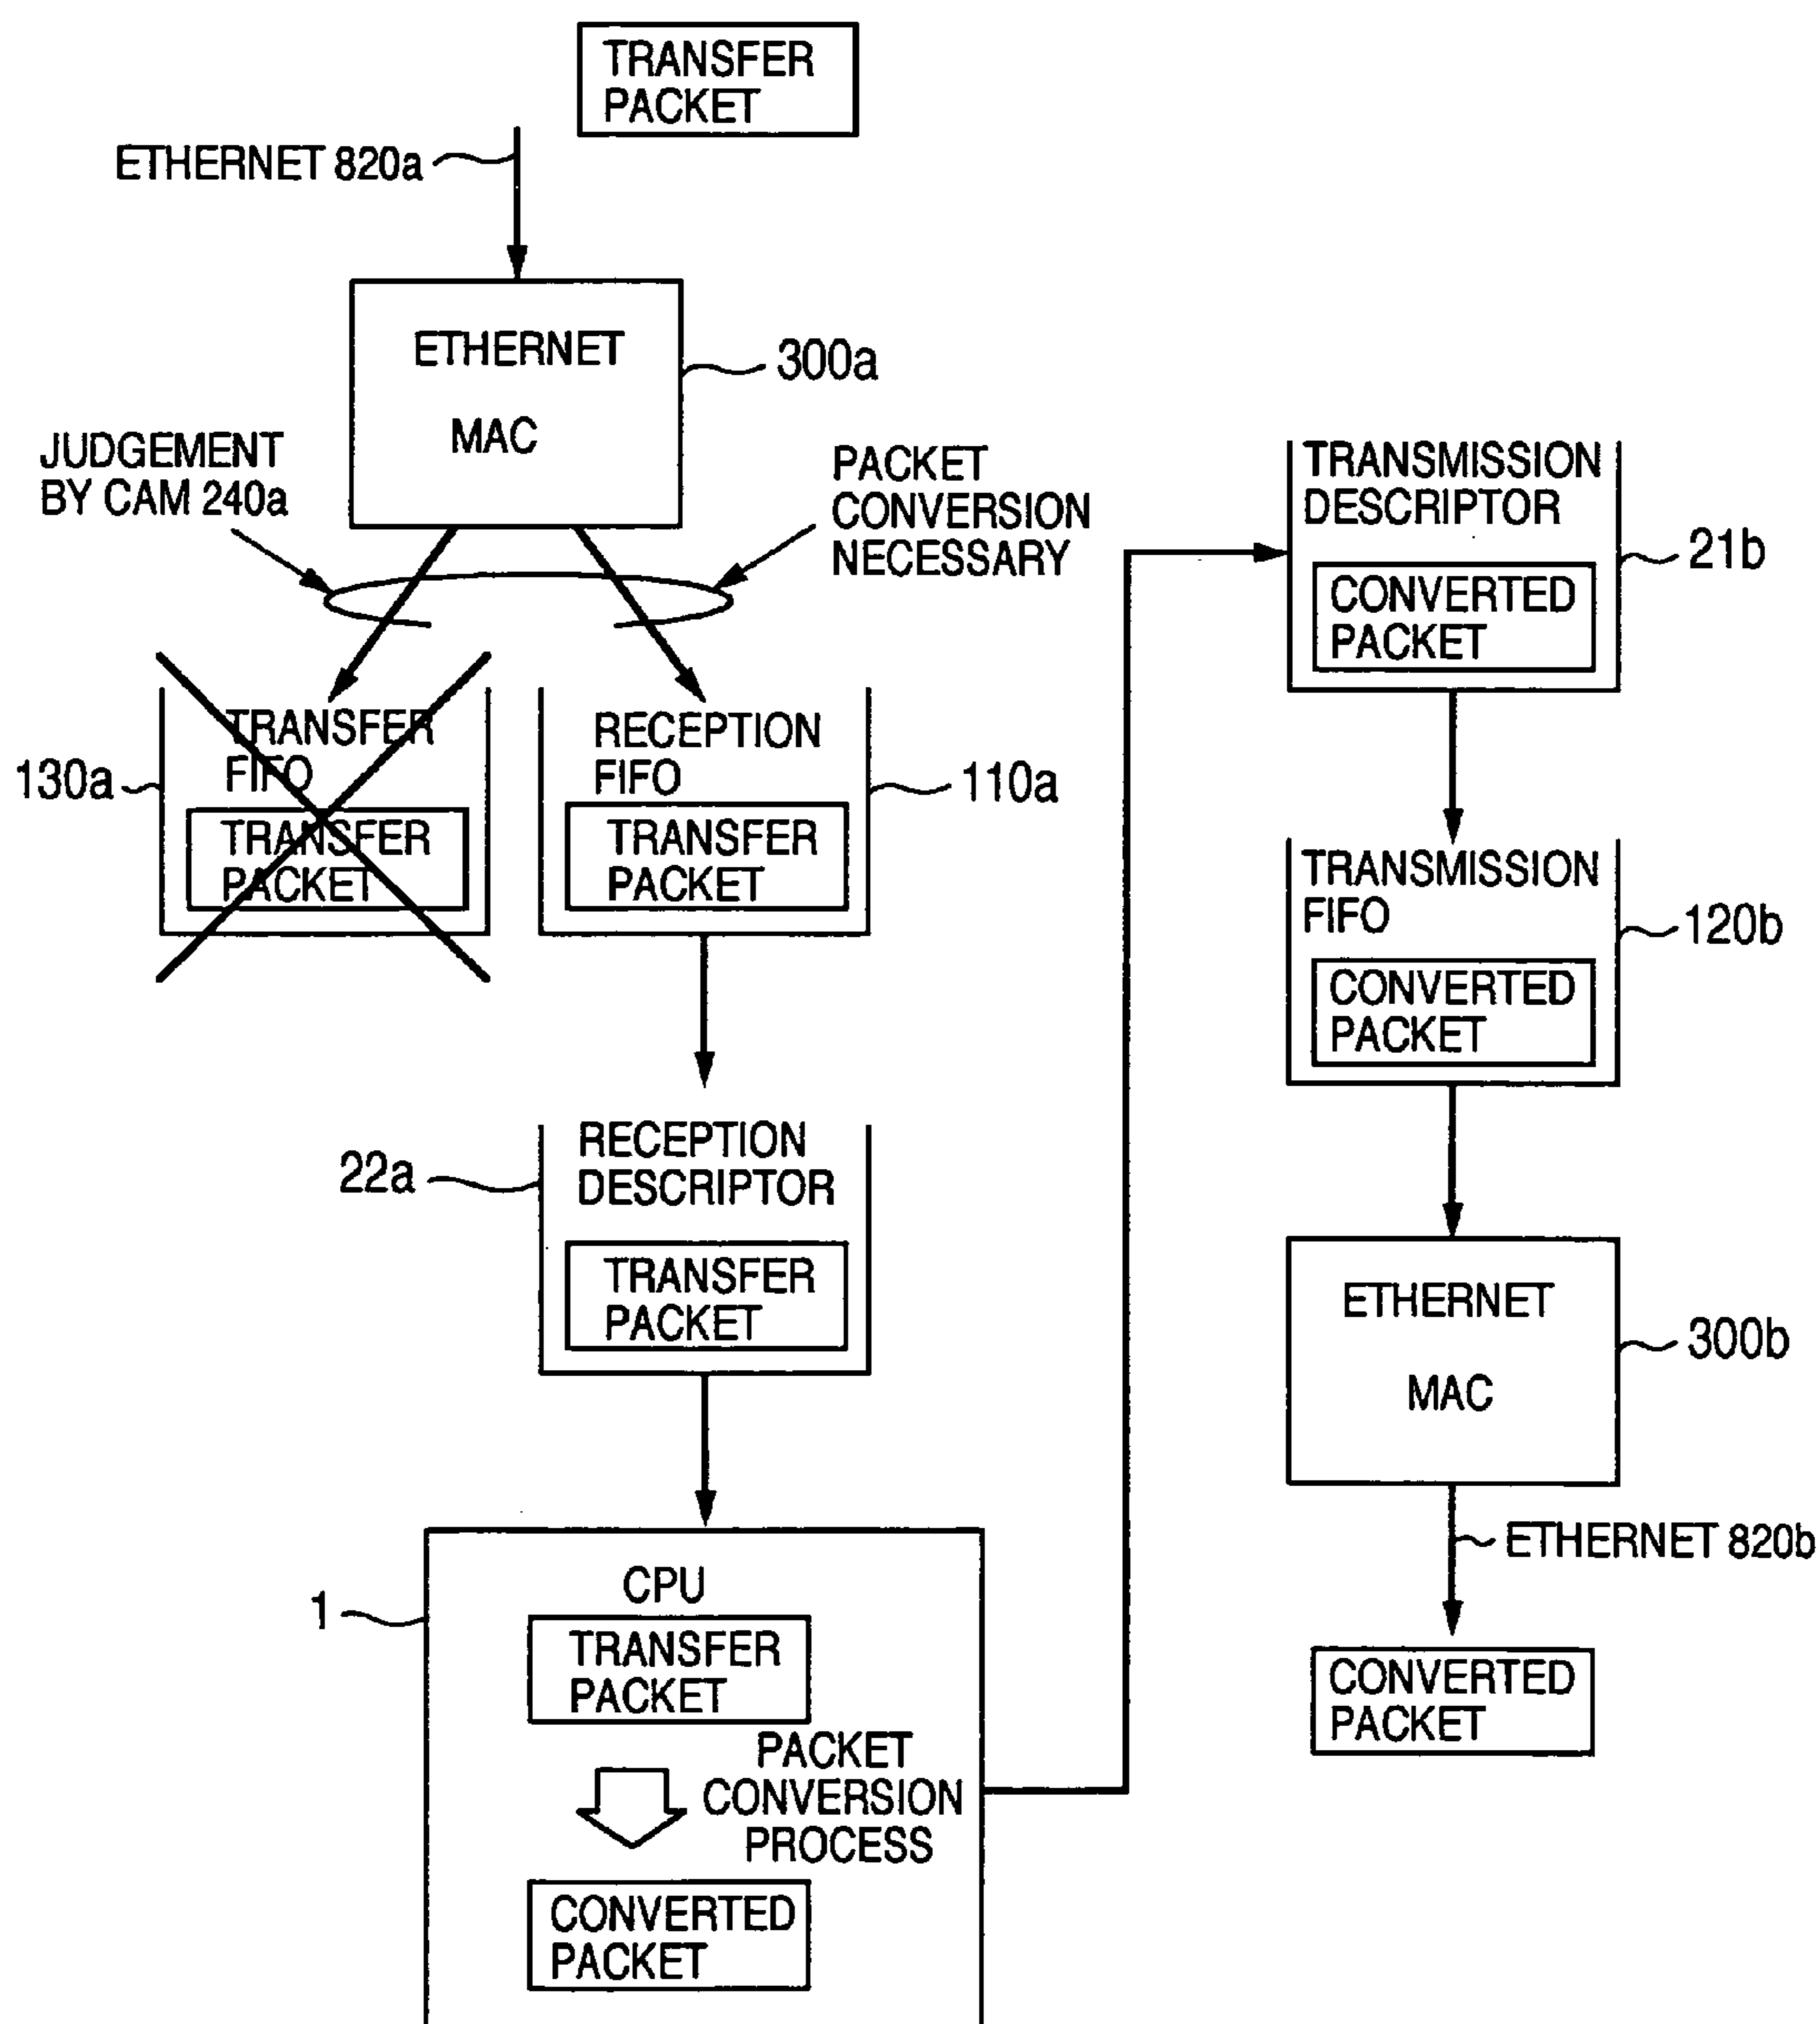 TRANSFER
PACKET
ETHERNET 820a
ETHERNET
MAC
300a
JUDGEMENT
BY CAM 240a
PACKET
CONVERSION
NECESSARY
TRANSFER
FIFO
TRANSFER
PACKET
130a
RECEPTION
FIFO
TRANSFER
PACKET
110a
RECEPTION
DESCRIPTOR
TRANSFER
PACKET
22a
CPU
1
TRANSFER
PACKET
PACKET
CONVERSION
PROCESS
CONVERTED
PACKET
TRANSMISSION
DESCRIPTOR
CONVERTED
PACKET
21b
TRANSMISSION
FIFO
CONVERTED
PACKET
120b
ETHERNET
MAC
300b
ETHERNET 820b
CONVERTED
PACKET